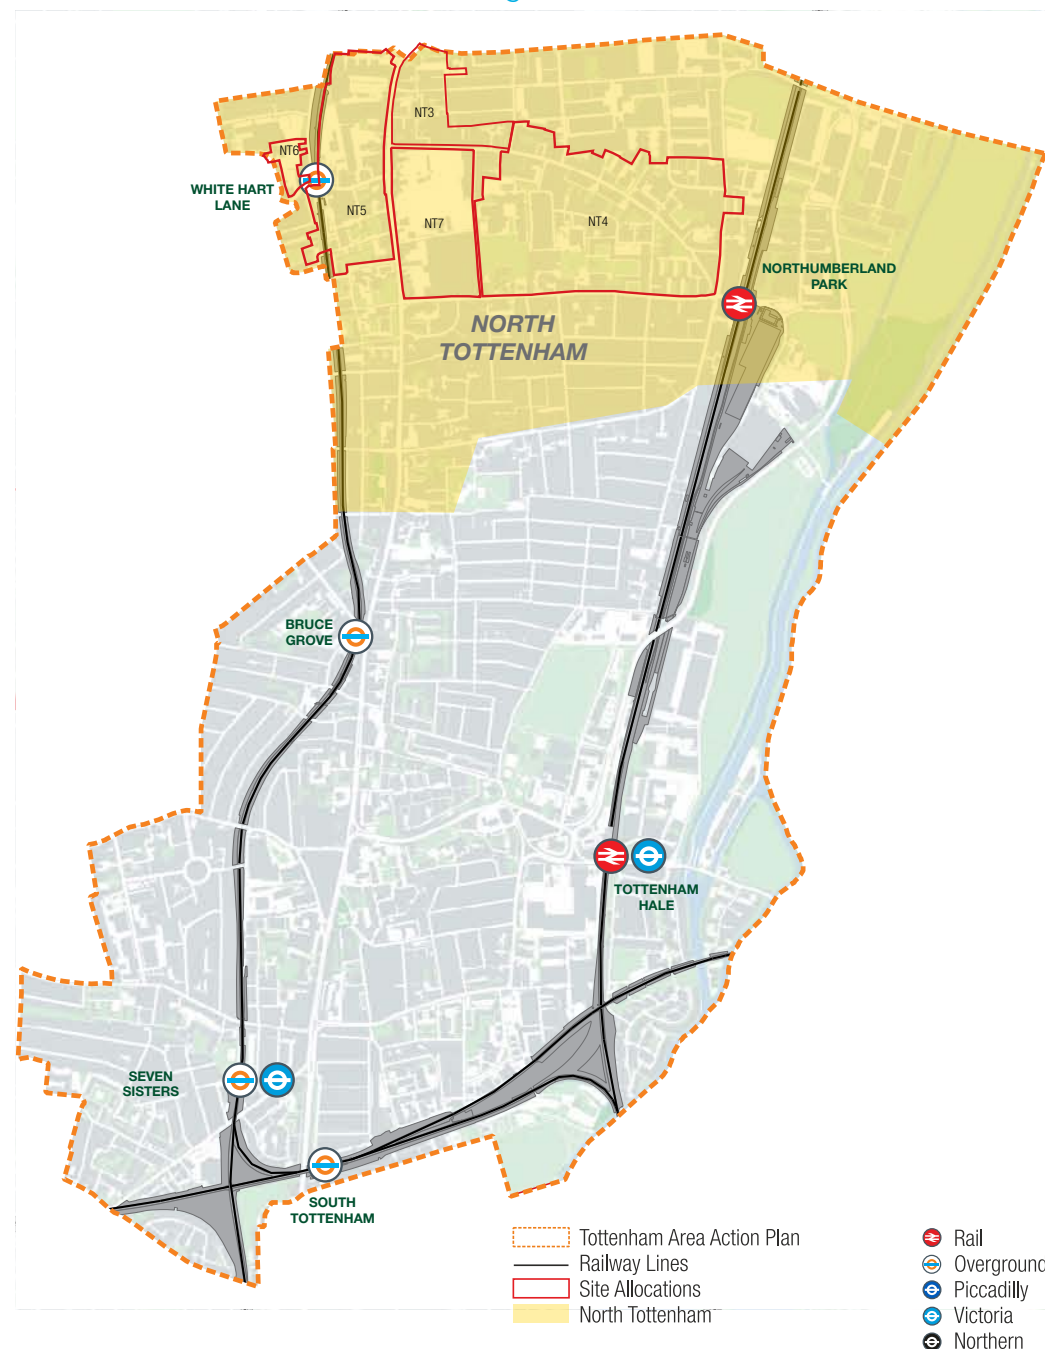 NT3
NT6
WHITE HART
LANE
NT5
NT7
NT4
NORTHUMBERLAND
PARK
NORTH
TOTTENHAM
BRUCE
GROVE
TOTTENHAM
HALE
SEVEN
SISTERS
SOUTH
TOTTENHAM
Tottenham Area Action Plan
Railway Lines
Site Allocations
North Tottenham
Rail
Overground
Piccadilly
Victoria
Northern